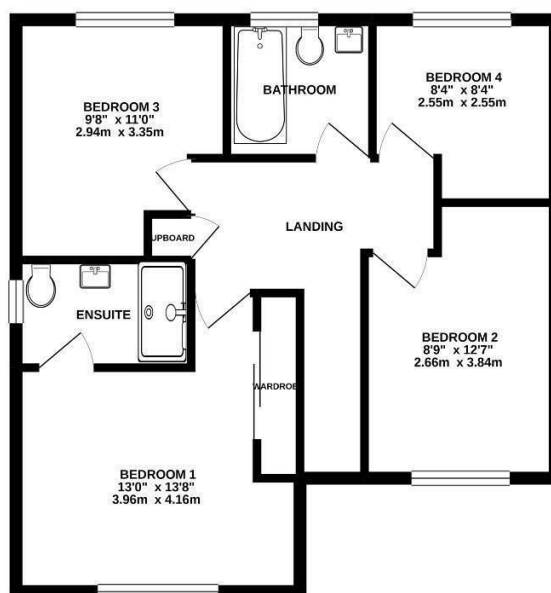 BEDROOM 3
9'8" x 11'0"
2.94m x 3.35m
BATHROOM
BEDROOM 4
8'4" x 8'4"
2.55m x 2.55m
LANDING
UPBOARD
ENSUITE
BEDROOM 2
8'9" x 12'7"
2.66m x 3.84m
WARDROBE
BEDROOM 1
13'0" x 13'8"
3.96m x 4.16m